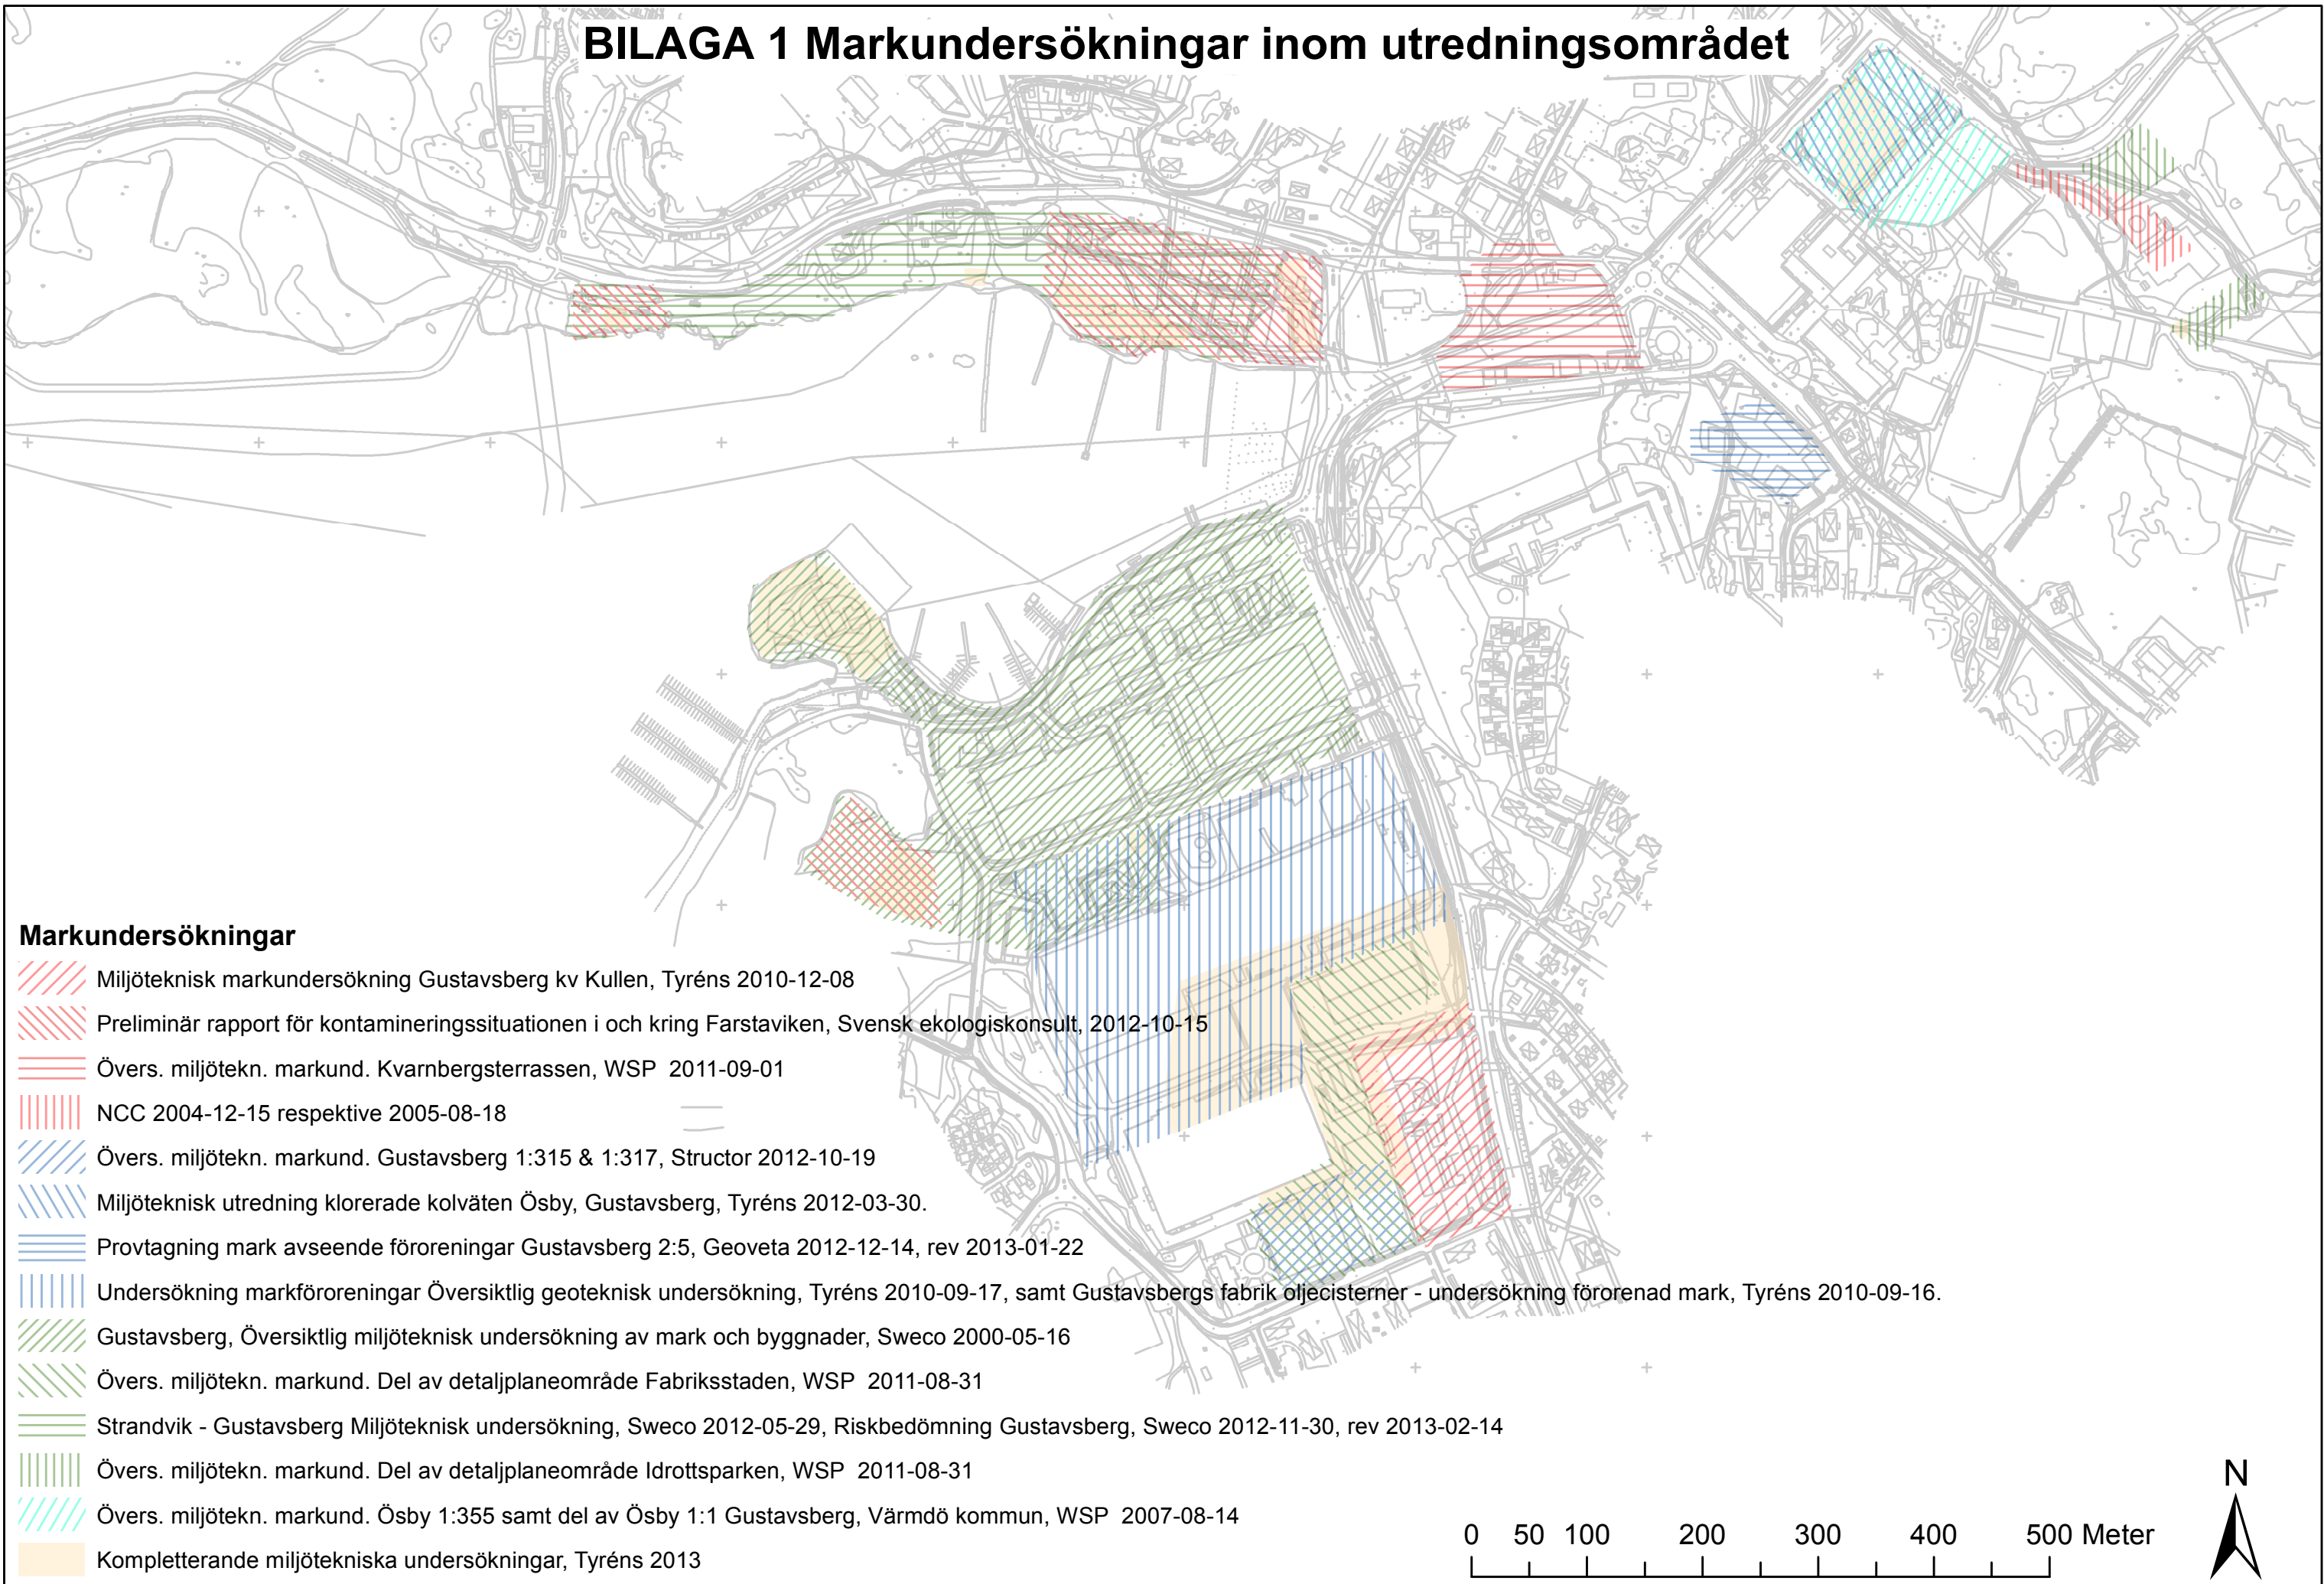 BILAGA 1 Markundersökningar inom utredningsområdet
Markundersökningar
Miljöteknisk markundersökning Gustavsberg kv Kullen, Tyréns 2010-12-08
Preliminär rapport för kontamineringssituationen i och kring Farstaviken, Svensk ekologiskonsult, 2012-10-15
Övers. miljötekn. markund. Kvarnbergsterrassen, WSP  2011-09-01
NCC 2004-12-15 respektive 2005-08-18
Övers. miljötekn. markund. Gustavsberg 1:315 & 1:317, Structor 2012-10-19
Miljöteknisk utredning klorerade kolväten Ösby, Gustavsberg, Tyréns 2012-03-30.
Provtagning mark avseende föroreningar Gustavsberg 2:5, Geoveta 2012-12-14, rev 2013-01-22
Undersökning markföroreningar Översiktlig geoteknisk undersökning, Tyréns 2010-09-17, samt Gustavsbergs fabrik oljecisterner - undersökning förorenad mark, Tyréns 2010-09-16.
Gustavsberg, Översiktlig miljöteknisk undersökning av mark och byggnader, Sweco 2000-05-16
Övers. miljötekn. markund. Del av detaljplaneområde Fabriksstaden, WSP  2011-08-31
Strandvik - Gustavsberg Miljöteknisk undersökning, Sweco 2012-05-29, Riskbedömning Gustavsberg, Sweco 2012-11-30, rev 2013-02-14
Övers. miljötekn. markund. Del av detaljplaneområde Idrottsparken, WSP  2011-08-31
Övers. miljötekn. markund. Ösby 1:355 samt del av Ösby 1:1 Gustavsberg, Värmdö kommun, WSP  2007-08-14
Kompletterande miljötekniska undersökningar, Tyréns 2013
0 50 100 200 300 400 500 Meter
N